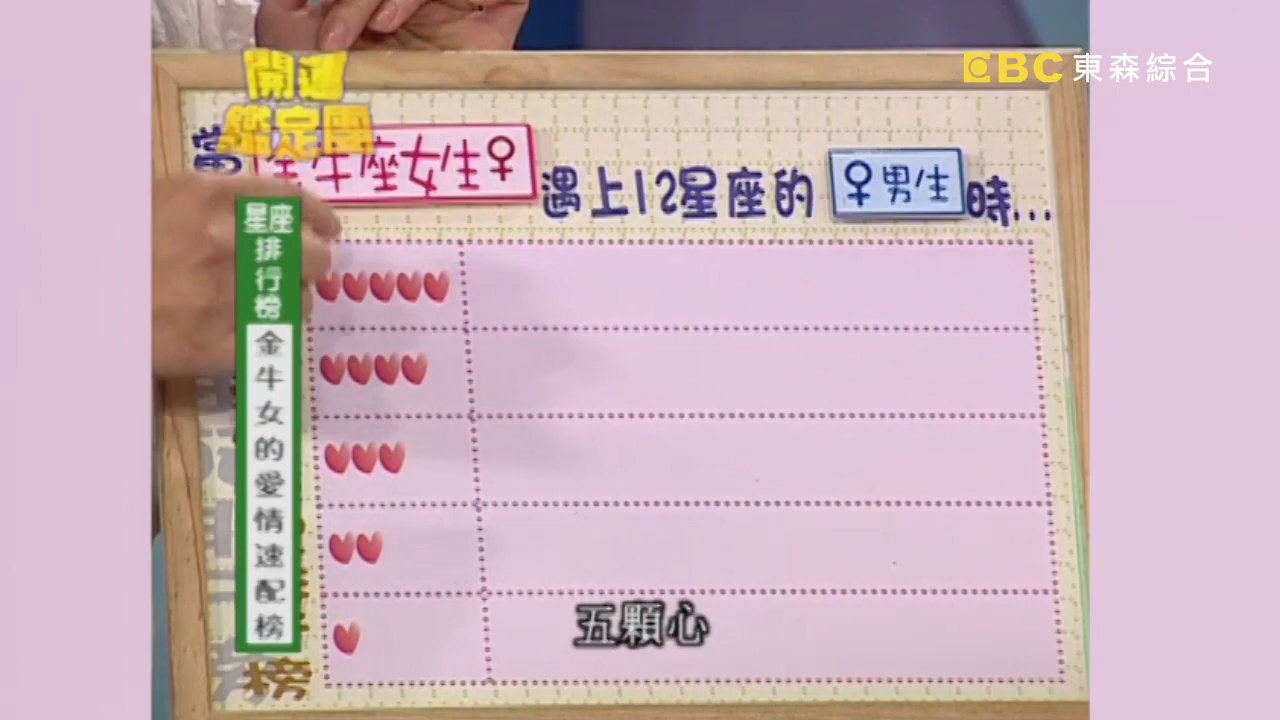 EBC 東森綜合
開運
鑑定團
當金牛座女生♀遇上12星座的♀男生時...
星座
排行榜
金牛女的愛情速配榜
五顆心
榜